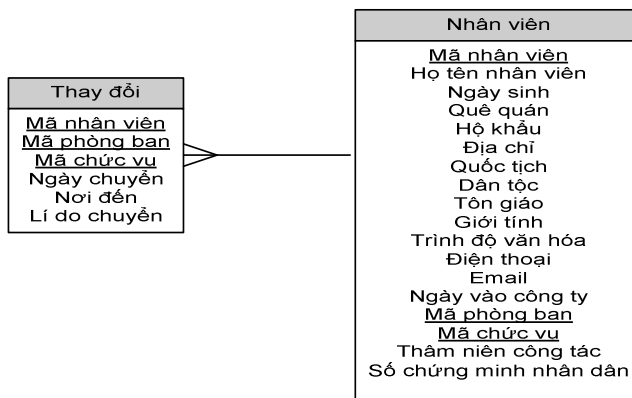 Thay đổi
Mã nhân viên
Mã phòng ban
Mã chức vụ
Ngày chuyển
Nơi đến
Lí do chuyển
Nhân viên
Mã nhân viên
Họ tên nhân viên
Ngày sinh
Quê quán
Hộ khẩu
Địa chỉ
Quốc tịch
Dân tộc
Tôn giáo
Giới tính
Trình độ văn hóa
Điện thoại
Email
Ngày vào công ty
Mã phòng ban
Mã chức vụ
Thâm niên công tác
Số chứng minh nhân dân